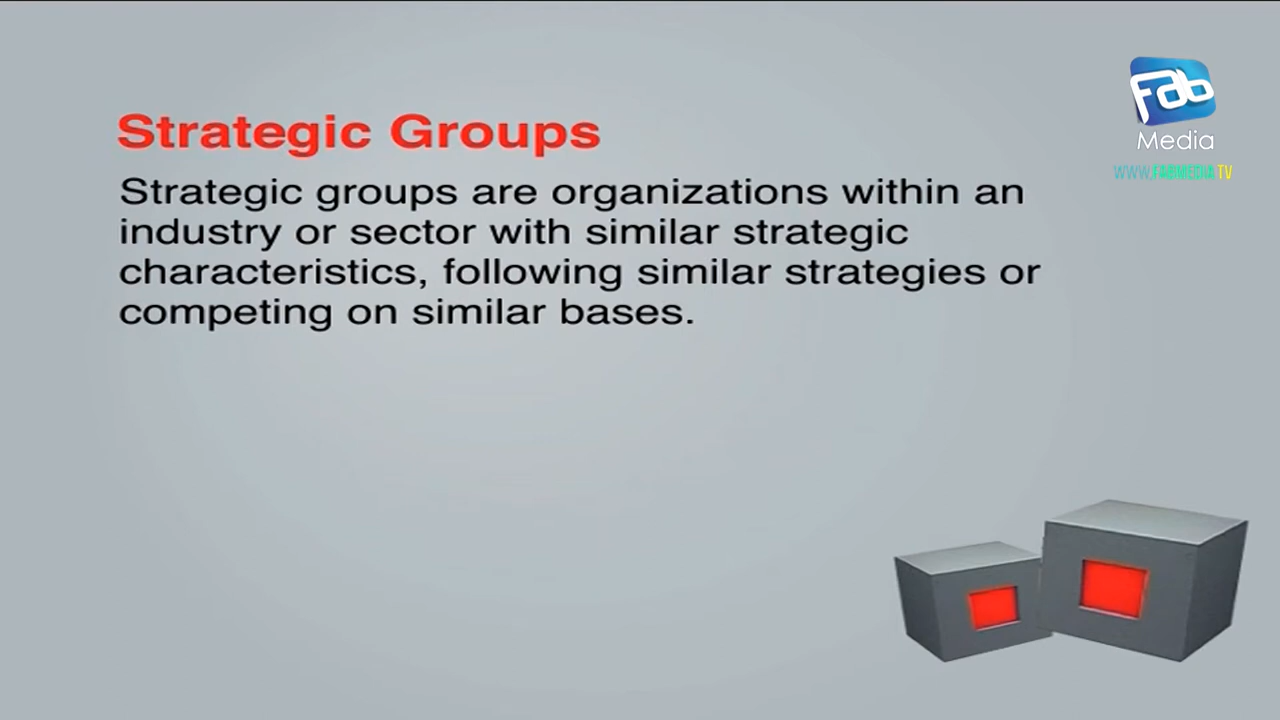 Strategic Groups
Strategic groups are organizations within an
industry or sector with similar strategic
characteristics, following similar strategies or
competing on similar bases.
Fab
Media
WWW.FABMEDIA.TV